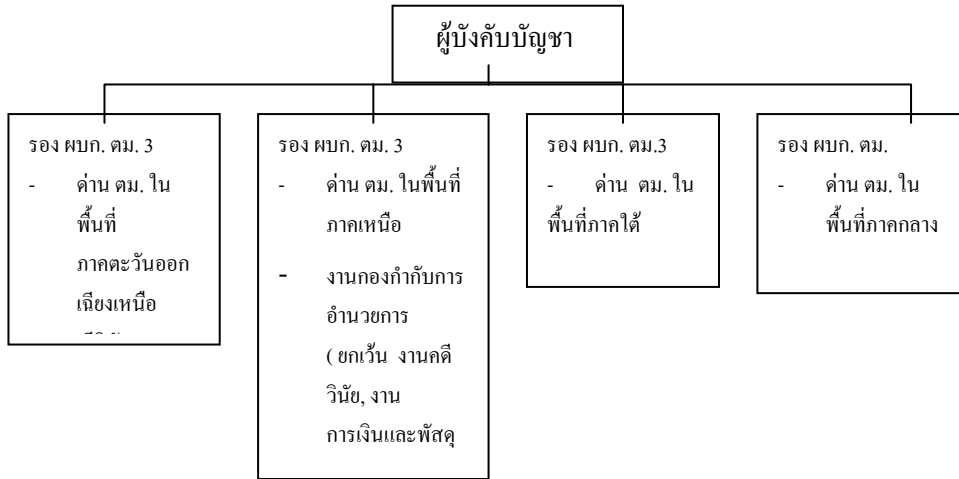 ผู้บังคับบัญชา
รอง ผบก. ตม. 3
- ด่าน ตม. ใน
พื้นที่
ภาคตะวันออก
เฉียงเหนือ
รอง ผบก. ตม. 3
- ด่าน ตม. ในพื้นที่
ภาคเหนือ
- งานกองกำกับการ
อำนวยการ
( ยกเว้น งานคดี
วินัย, งาน
การเงินและพัสดุ
รอง ผบก. ตม.3
- ด่าน ตม. ใน
พื้นที่ภาคใต้
รอง ผบก. ตม.
- ด่าน ตม. ใน
พื้นที่ภาคกลาง